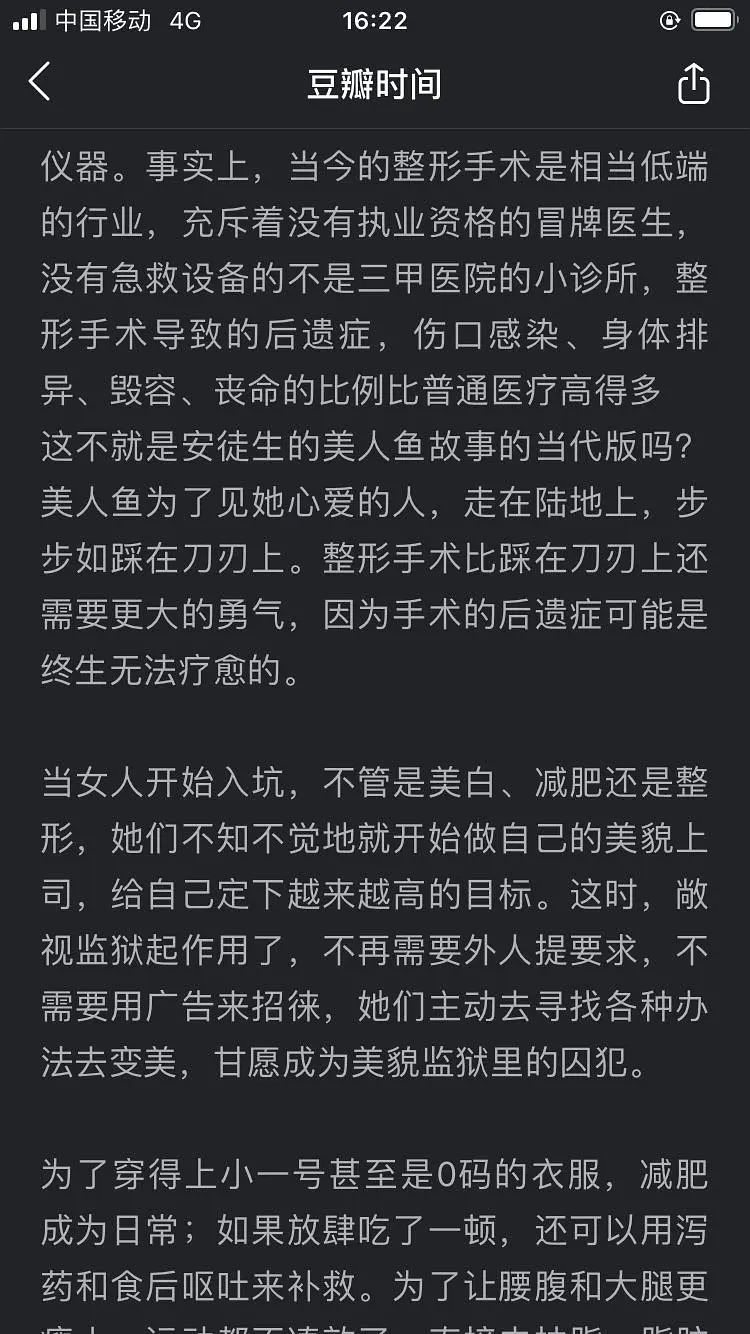 中国移动 4G 16:22
豆瓣时间
仪器。事实上，当今的整形手术是相当低端
的行业，充斥着没有执业资格的冒牌医生，
没有急救设备的不是三甲医院的小诊所，整
形手术导致的后遗症，伤口感染、身体排
异、毁容、丧命的比例比普通医疗高得多
这不就是安徒生的美人鱼故事的当代版吗？
美人鱼为了见她心爱的人，走在陆地上，步
步如踩在刀刃上。整形手术比踩在刀刃上还
需要更大的勇气，因为手术的后遗症可能是
终生无法疗愈的。
当女人开始入坑，不管是美白、减肥还是整
形，她们不知不觉地就开始做自己的美貌上
司，给自己定下越来越高的目标。这时，敞
视监狱起作用了，不再需要外人提要求，不
需要用广告来招徕，她们主动去寻找各种办
法去变美，甘愿成为美貌监狱里的囚犯。
为了穿得上小一号甚至是0码的衣服，减肥
成为日常；如果放肆吃了一顿，还可以用泻
药和食后呕吐来补救。为了让腰腹和大腿更